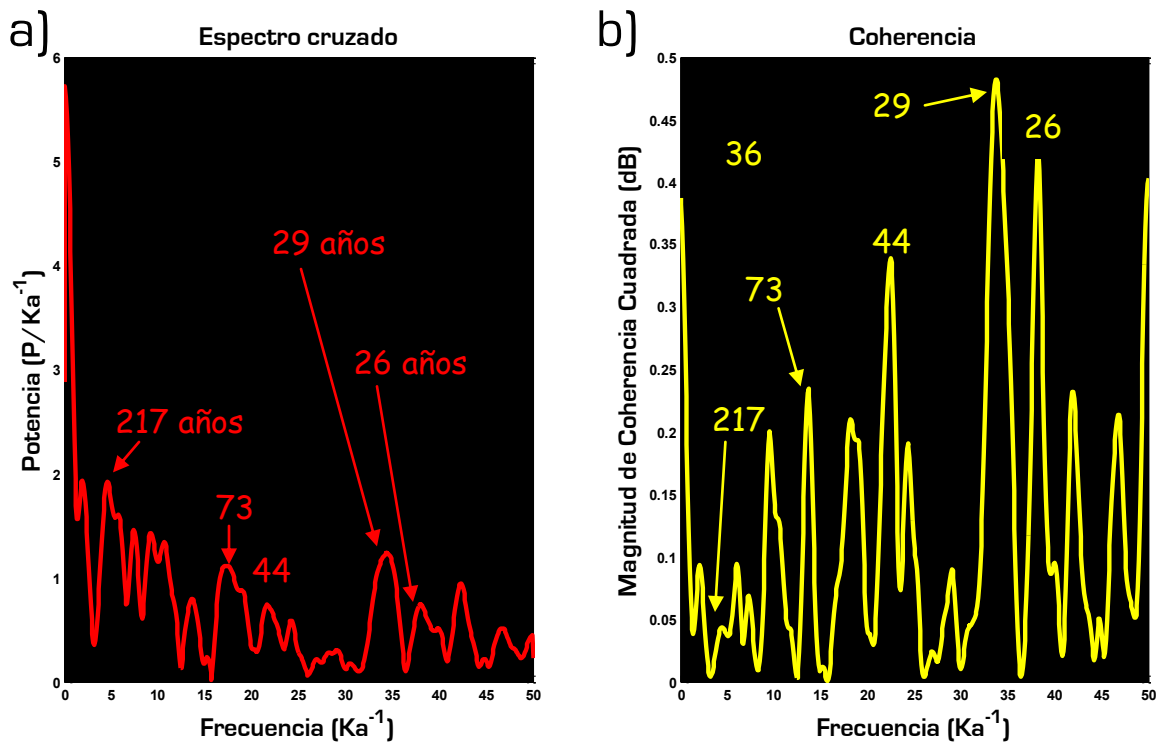 a)
Espectro cruzado
6
5
4
3
2
1
0
Potencia (P/Ka⁻¹)
29 años
26 años
217 años
73
44
0 5 10 15 20 25 30 35 40 45 50
Frecuencia (Ka⁻¹)
b)
Coherencia
0.5
0.45
0.4
0.35
0.3
0.25
0.2
0.15
0.1
0.05
0
Magnitud de Coherencia Cuadrada (dB)
29
26
36
44
73
217
0 5 10 15 20 25 30 35 40 45 50
Frecuencia (Ka⁻¹)